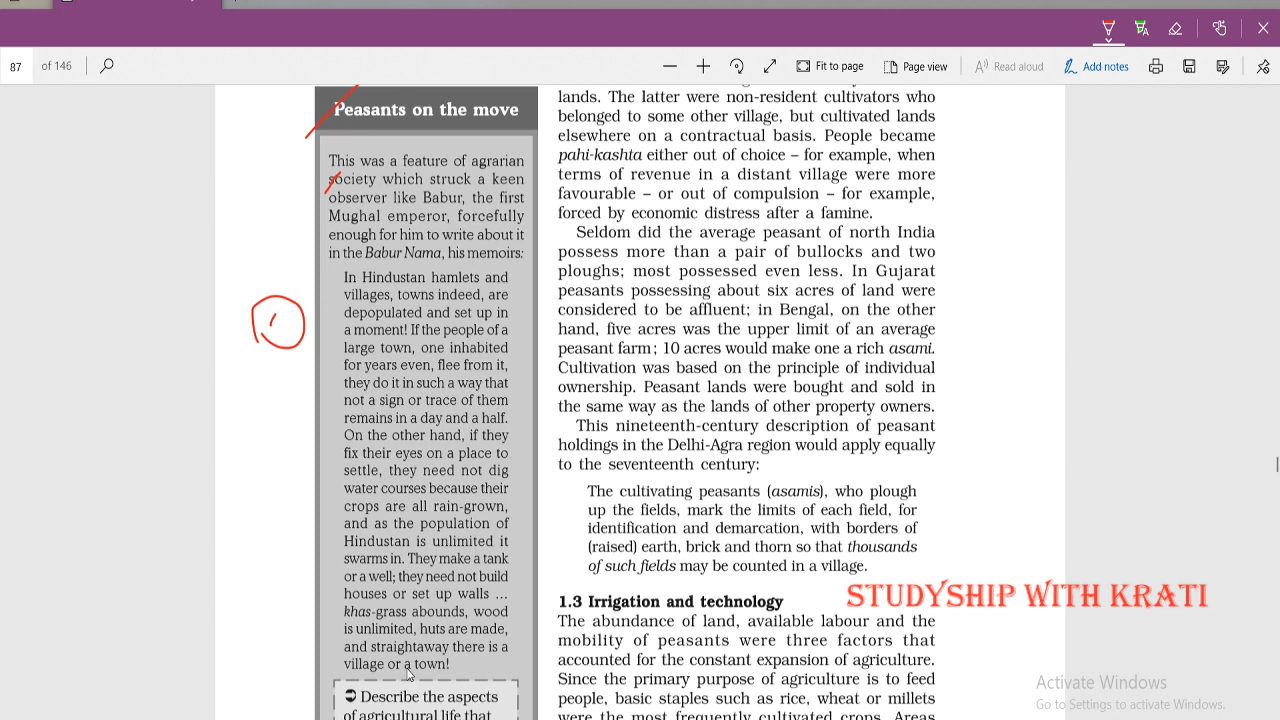 87 of 146 Fit to page Page view Read aloud Add notes
Peasants on the move
This was a feature of agrarian
society which struck a keen
observer like Babur, the first
Mughal emperor, forcefully
enough for him to write about it
in the Babur Nama, his memoirs:
In Hindustan hamlets and
villages, towns indeed, are
depopulated and set up in
a moment! If the people of a
large town, one inhabited
for years even, flee from it,
they do it in such a way that
not a sign or trace of them
remains in a day and a half.
On the other hand, if they
fix their eyes on a place to
settle, they need not dig
water courses because their
crops are all rain-grown,
and as the population of
Hindustan is unlimited it
swarms in. They make a tank
or a well; they need not build
houses or set up walls ...
khas-grass abounds, wood
is unlimited, huts are made,
and straightaway there is a
village or a town!
➲ Describe the aspects
of agricultural life that
lands. The latter were non-resident cultivators who
belonged to some other village, but cultivated lands
elsewhere on a contractual basis. People became
pahi-kashta either out of choice – for example, when
terms of revenue in a distant village were more
favourable – or out of compulsion – for example,
forced by economic distress after a famine.
Seldom did the average peasant of north India
possess more than a pair of bullocks and two
ploughs; most possessed even less. In Gujarat
peasants possessing about six acres of land were
considered to be affluent; in Bengal, on the other
hand, five acres was the upper limit of an average
peasant farm; 10 acres would make one a rich asami.
Cultivation was based on the principle of individual
ownership. Peasant lands were bought and sold in
the same way as the lands of other property owners.
This nineteenth-century description of peasant
holdings in the Delhi-Agra region would apply equally
to the seventeenth century:
The cultivating peasants (asamis), who plough
up the fields, mark the limits of each field, for
identification and demarcation, with borders of
(raised) earth, brick and thorn so that thousands
of such fields may be counted in a village.
1.3 Irrigation and technology
The abundance of land, available labour and the
mobility of peasants were three factors that
accounted for the constant expansion of agriculture.
Since the primary purpose of agriculture is to feed
people, basic staples such as rice, wheat or millets
were the most frequently cultivated crops. Areas
STUDYSHIP WITH KRATI
Activate Windows
Go to Settings to activate Windows.